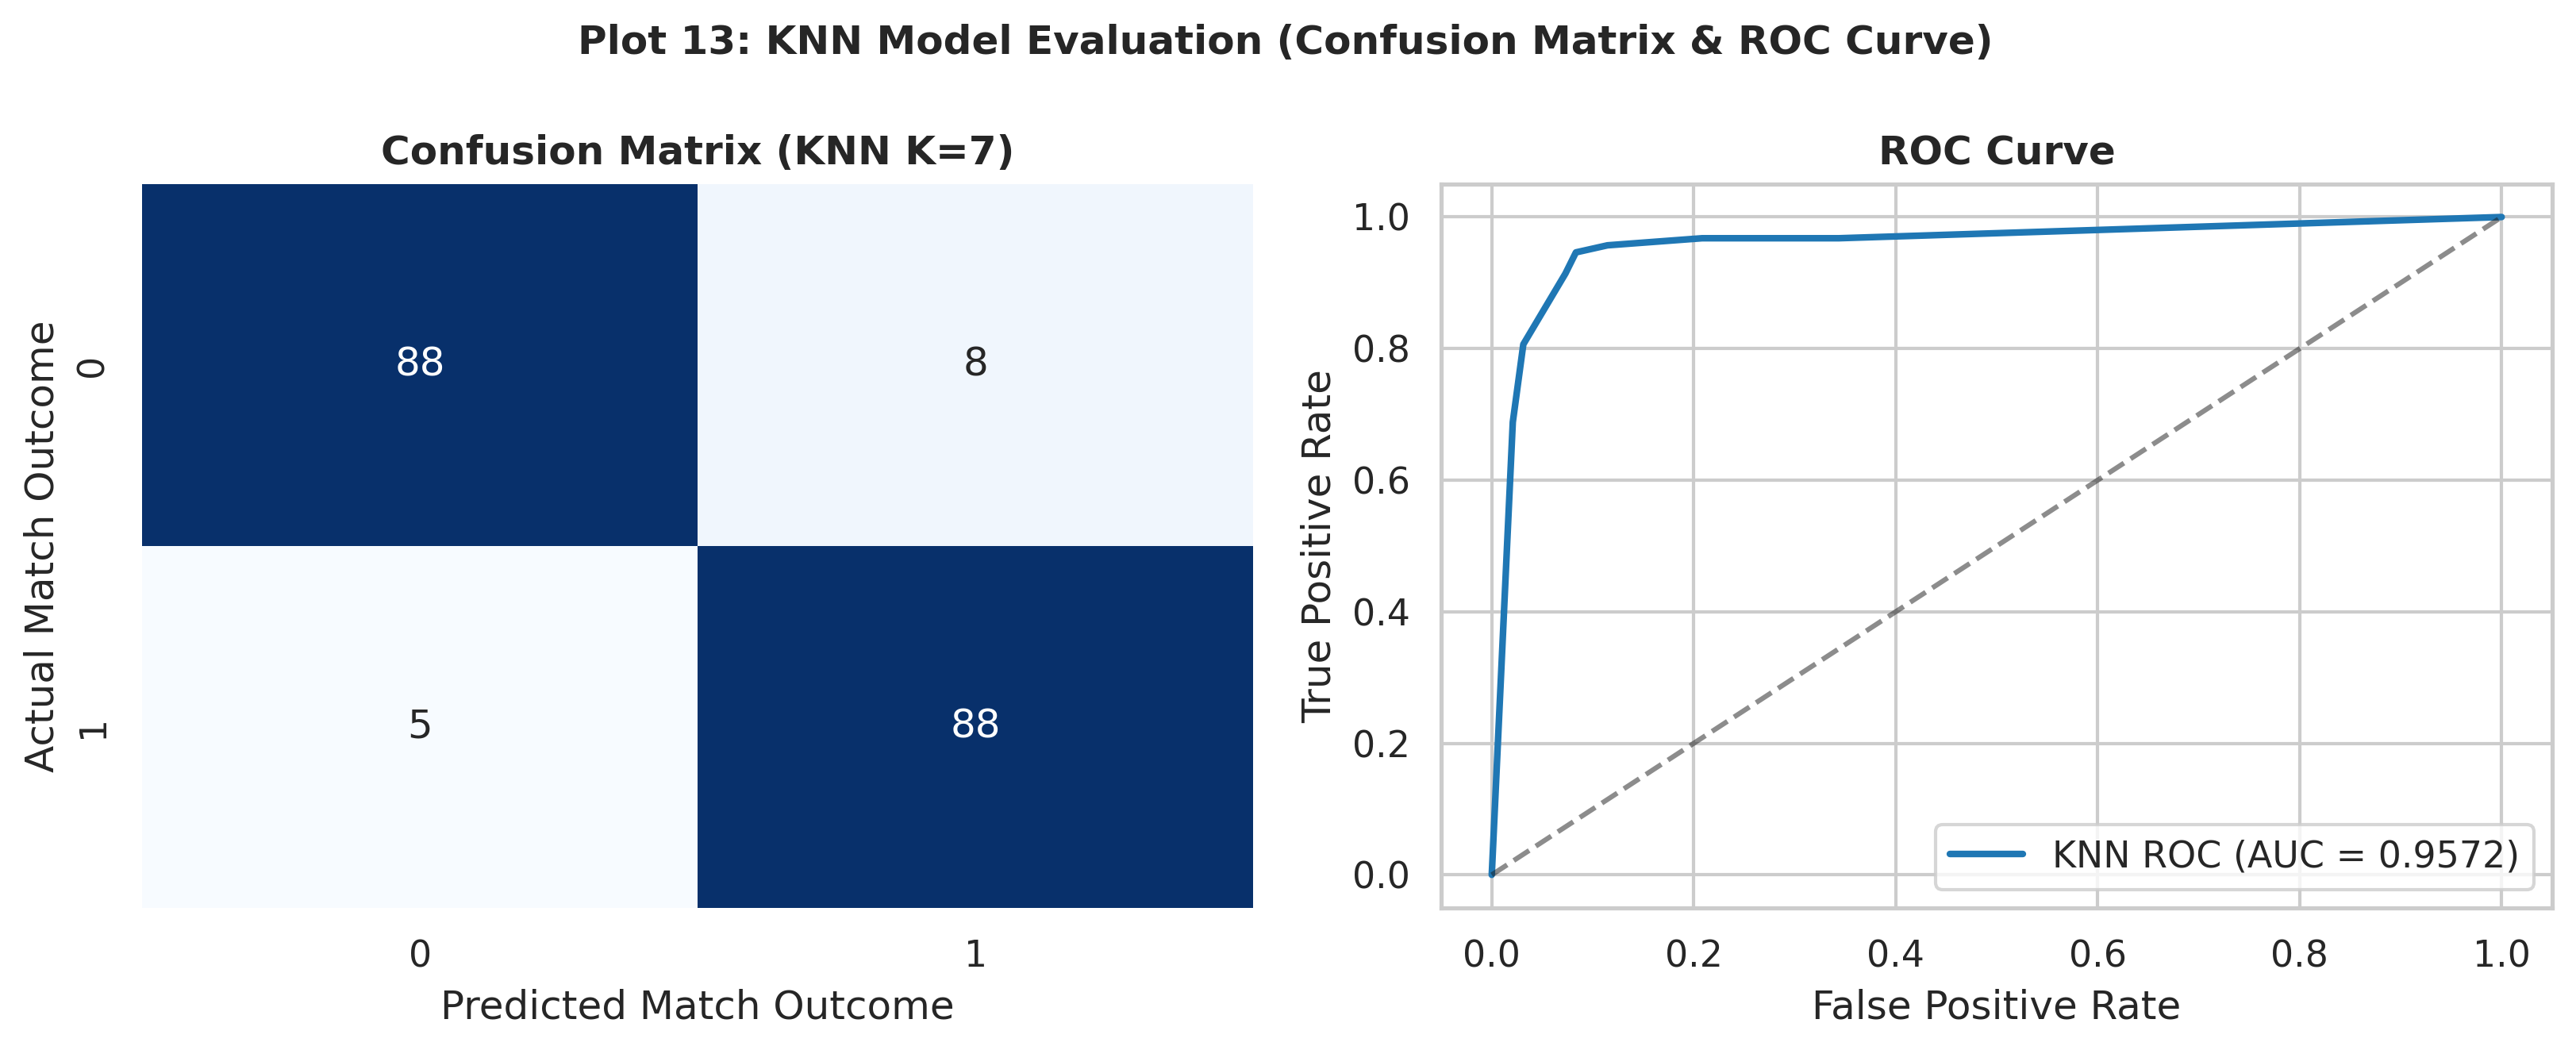 Plot 13: KNN Model Evaluation (Confusion Matrix & ROC Curve)
Confusion Matrix (KNN K=7)
Actual Match Outcome
0
1
88
8
5
88
0
1
Predicted Match Outcome
ROC Curve
True Positive Rate
1.0
0.8
0.6
0.4
0.2
0.0
KNN ROC (AUC = 0.9572)
0.0
0.2
0.4
0.6
0.8
1.0
False Positive Rate